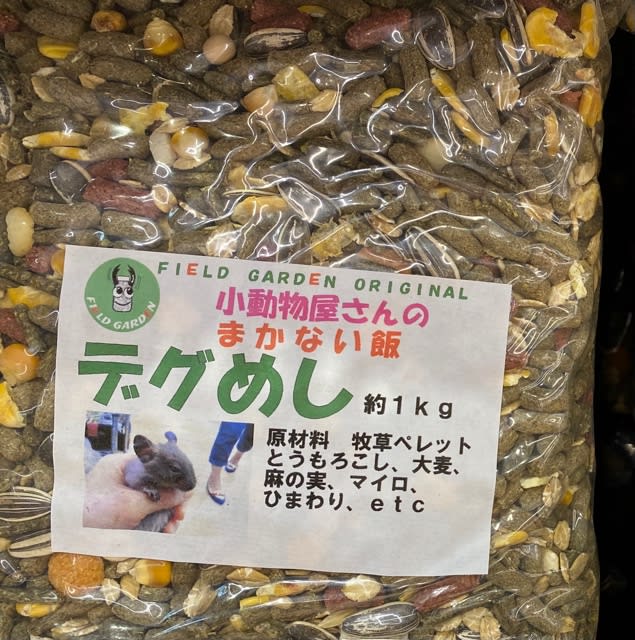 FIELD GARDEN ORIGINAL
FIELD GARDEN
小動物屋さんの
まかない飯
デグめし 約1kg
原材料 牧草ペレット
とうもろこし、大麦、
麻の実、マイロ、
ひまわり、etc